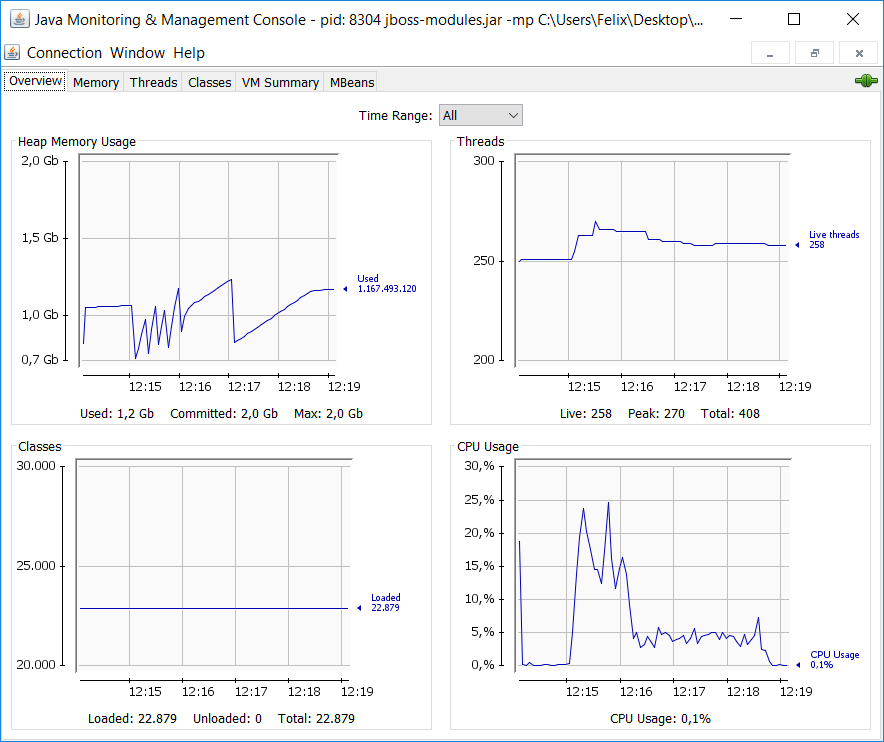 Java Monitoring & Management Console - pid: 8304 jboss-modules.jar -mp C:\Users\Felix\Desktop\...
Connection Window Help
Overview Memory Threads Classes VM Summary MBeans
Time Range: All
Heap Memory Usage
2,0 Gb
1,5 Gb
1,0 Gb
0,7 Gb
Used
1.167.493.120
12:15 12:16 12:17 12:18 12:19
Used: 1,2 Gb Committed: 2,0 Gb Max: 2,0 Gb
Threads
300
250
200
Live threads
258
12:15 12:16 12:17 12:18 12:19
Live: 258 Peak: 270 Total: 408
Classes
30.000
25.000
20.000
Loaded
22.879
12:15 12:16 12:17 12:18 12:19
Loaded: 22.879 Unloaded: 0 Total: 22.879
CPU Usage
30,%
25,%
20,%
15,%
10,%
5,%
0,%
CPU Usage
0,1%
12:15 12:16 12:17 12:18 12:19
CPU Usage: 0,1%